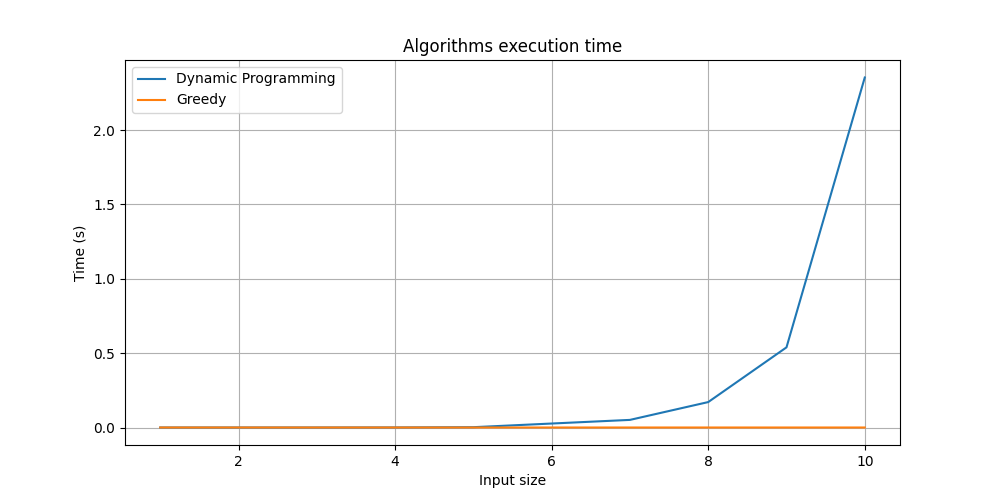 Algorithms execution time
Dynamic Programming
Greedy
2.0
1.5
1.0
0.5
0.0
Time (s)
2 4 6 8 10
Input size